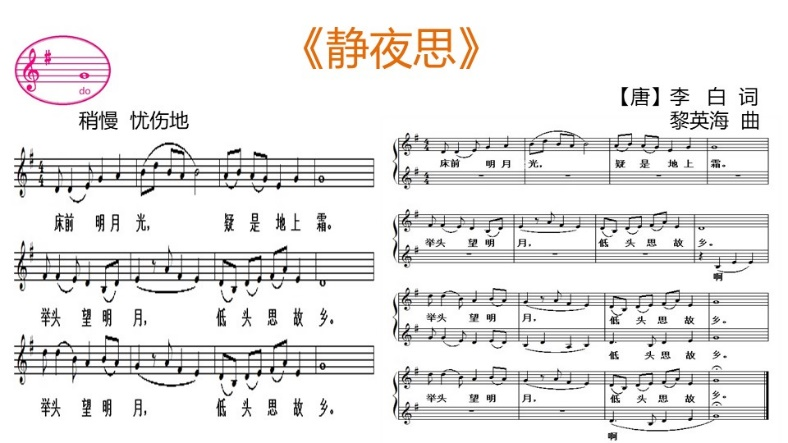 《静夜思》
do
【唐】李 白 词
稍慢 忧伤地
黎英海 曲
床前 明月光， 疑是地上霜。
举头 望明月， 低头思故乡。
举头 望明月， 低头思故乡。
床前 明月光， 疑是地上霜。
举头 望明月， 低头思故乡。
啊
举头 望明月， 低头思故乡。
低头思故乡。
举头 望明月， 低头思故乡。
啊